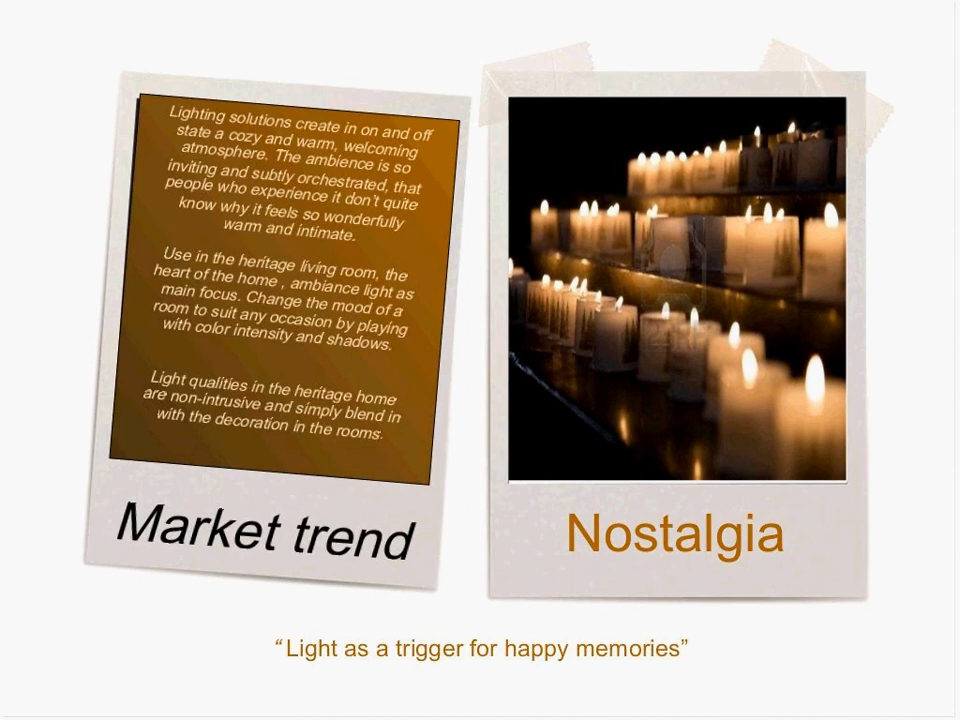 Lighting solutions create in on and off
state a cozy and warm, welcoming
atmosphere. The ambience is so
inviting and subtly orchestrated, that
people who experience it don't quite
know why it feels so wonderfully
warm and intimate.
Use in the heritage living room, the
heart of the home , ambiance light as
main focus. Change the mood of a
room to suit any occasion by playing
with color intensity and shadows.
Light qualities in the heritage home
are non-intrusive and simply blend in
with the decoration in the rooms.
Market trend
Nostalgia
“Light as a trigger for happy memories”